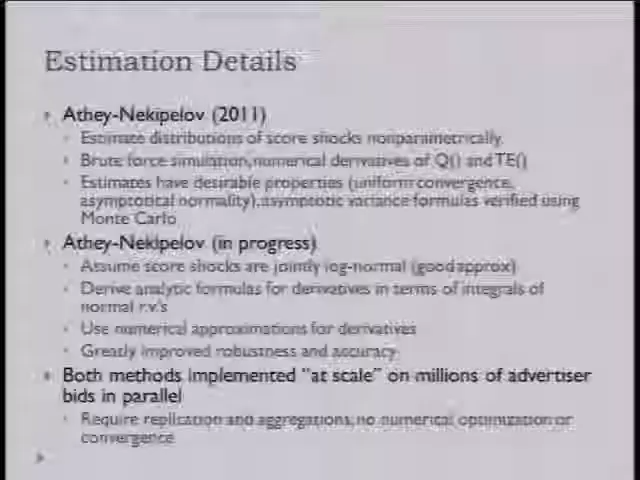 Estimation Details
Athey-Nekipelov (2011)
Estimate distributions of score shocks nonparametrically.
Brute force simulation, numerical derivatives of Q() and TE()
Estimates have desirable properties (uniform convergence,
asymptotical normality), asymptotic variance formulas verified using
Monte Carlo
Athey-Nekipelov (in progress)
Assume score shocks are jointly log-normal (good approx)
Derive analytic formulas for derivatives in terms of integrals of
normal r.v.'s
Use numerical approximations for derivatives
Greatly improved robustness and accuracy
Both methods implemented "at scale" on millions of advertiser
bids in parallel
Require replication and aggregations, no numerical optimization or
convergence